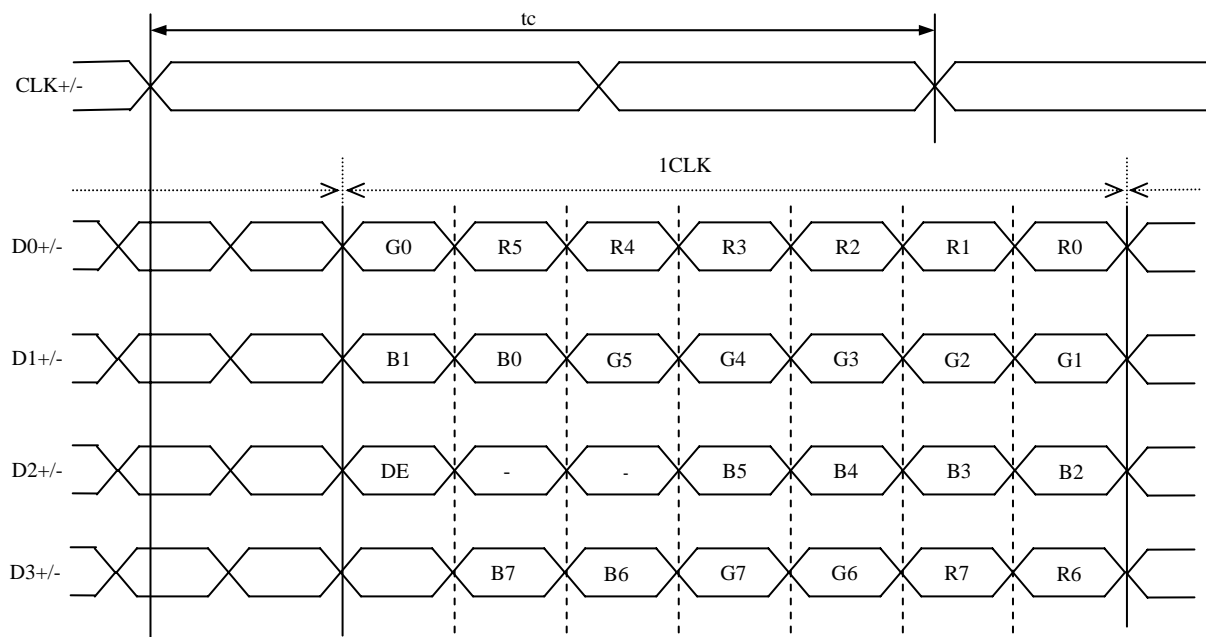 tc
CLK+/-
1CLK
D0+/- G0 R5 R4 R3 R2 R1 R0
D1+/- B1 B0 G5 G4 G3 G2 G1
D2+/- DE - - B5 B4 B3 B2
D3+/- B7 B6 G7 G6 R7 R6